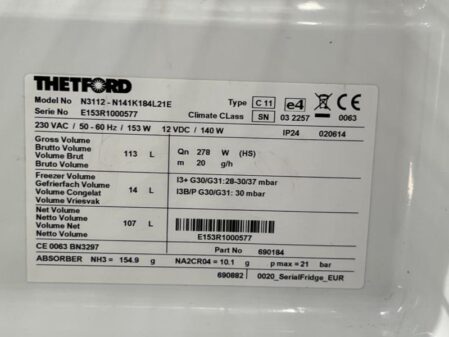 THETFORD
Model No N3112 - N141K184L21E Type C 11 e4 CE
Serie No E153R1000577 Climate CLass SN 03 2257 0063
230 VAC / 50 - 60 Hz / 153 W 12 VDC / 140 W IP24 020614
Gross Volume
Brutto Volume
Volume Brut
Bruto Volume
113 L
Qn 278 W (HS)
m 20 g/h
Freezer Volume
Gefrierfach Volume
Volume Congelat
Volume Vriesvak
14 L
I3+ G30/G31:28-30/37 mbar
I3B/P G30/G31: 30 mbar
Net Volume
Netto Volume
Volume Net
Netto Volume
107 L
E153R1000577
CE 0063 BN3297 Part No 690184
ABSORBER NH3 = 154.9 g NA2CR04 = 10.1 g p max = 21 bar
690882 0020_SerialFridge_EUR